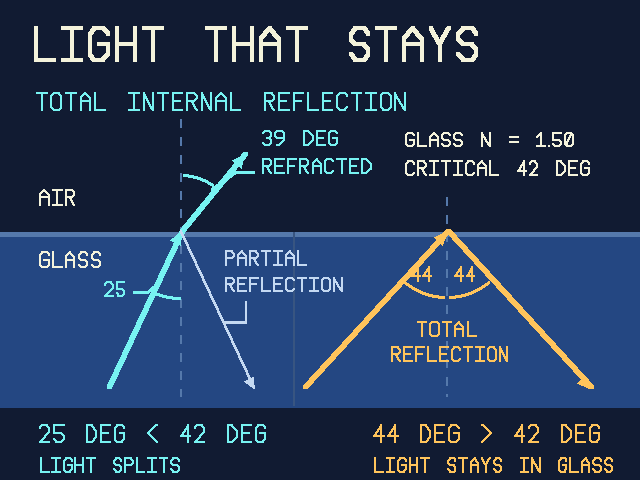 LIGHT THAT STAYS
TOTAL INTERNAL REFLECTION
39 DEG
REFRACTED
GLASS N = 1.50
CRITICAL 42 DEG
AIR
GLASS
25
PARTIAL
REFLECTION
44 44
TOTAL
REFLECTION
25 DEG < 42 DEG
LIGHT SPLITS
44 DEG > 42 DEG
LIGHT STAYS IN GLASS